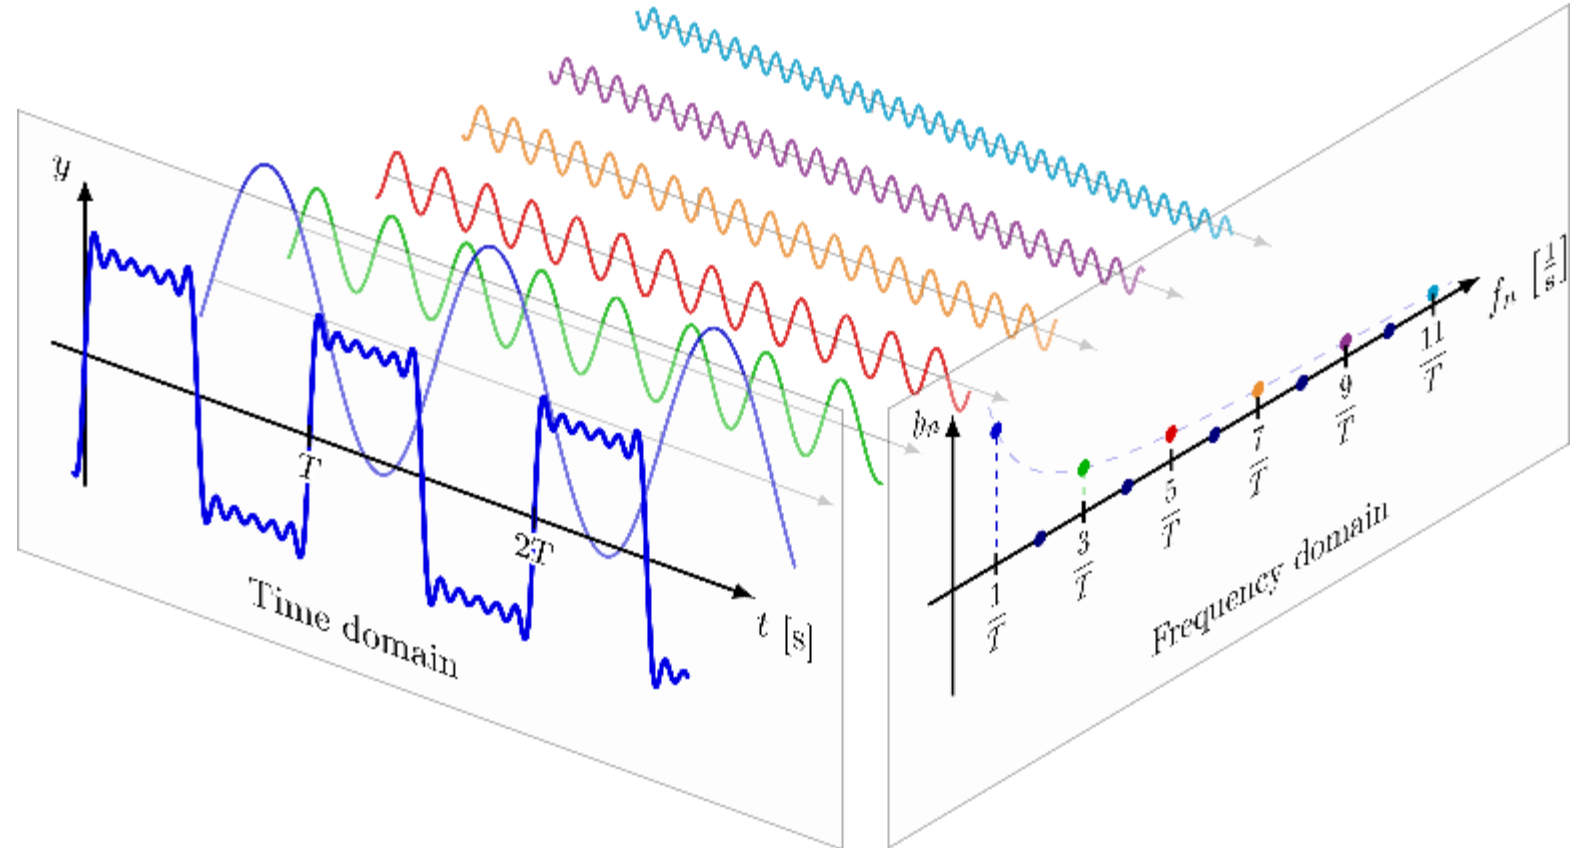 y
T
2T
t [s]
Time domain
b_n
1/T
3/T
5/T
7/T
9/T
11/T
f_n [1/s]
Frequency domain